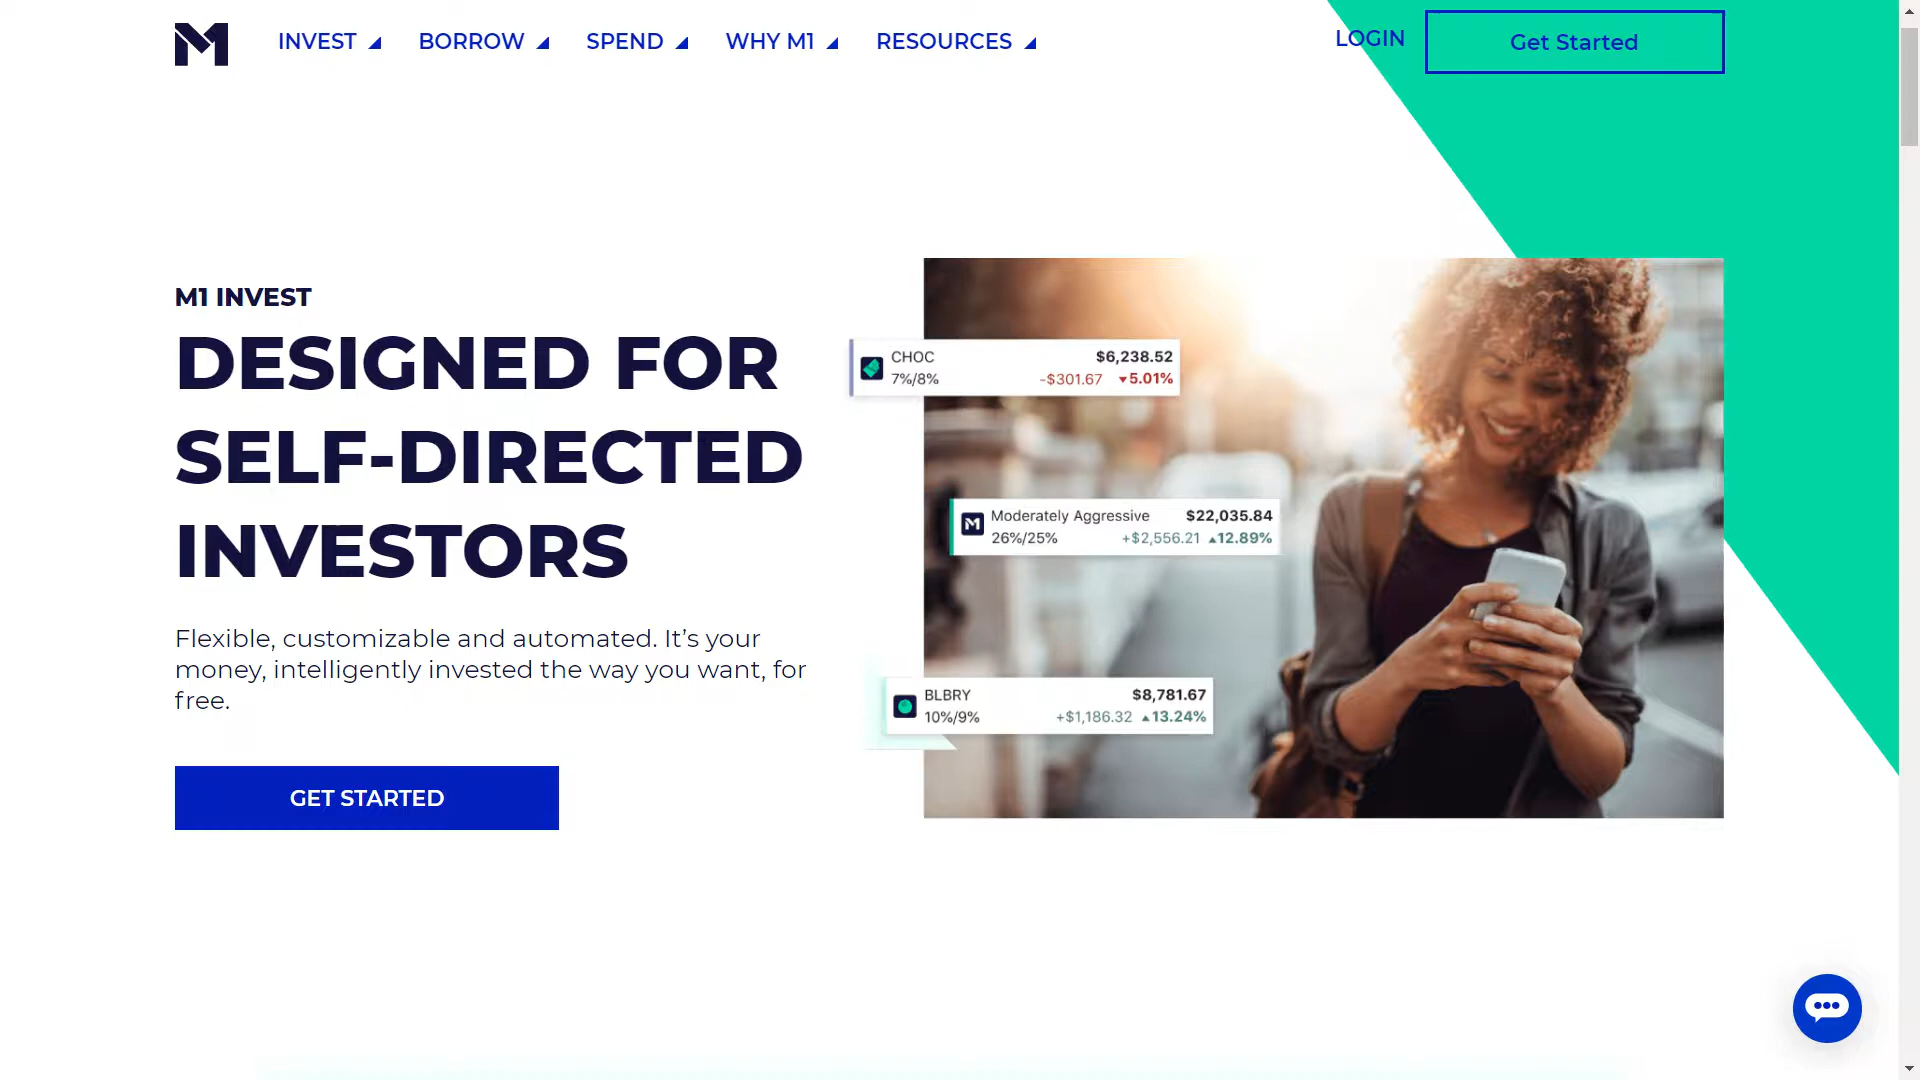 M1 INVEST BORROW SPEND WHY M1 RESOURCES LOGIN Get Started
M1 INVEST
DESIGNED FOR
SELF-DIRECTED
INVESTORS
Flexible, customizable and automated. It’s your
money, intelligently invested the way you want, for
free.
GET STARTED
CHOC $6,238.52
7%/8% -$301.67 ▼5.01%
M1 Moderately Aggressive $22,035.84
26%/25% +$2,556.21 ▲12.89%
BLBRY $8,781.67
10%/9% +$1,186.32 ▲13.24%